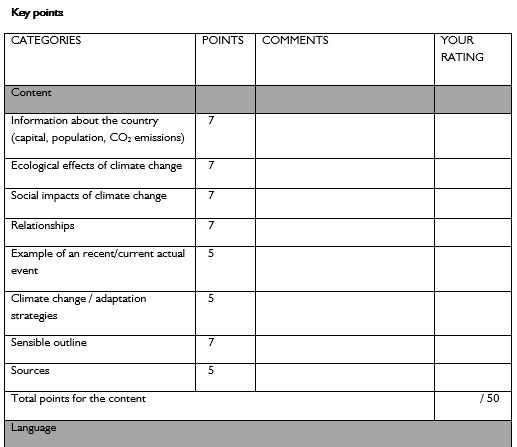 Key points
CATEGORIES POINTS COMMENTS YOUR
RATING
Content
Information about the country 7
(capital, population, CO₂ emissions)
Ecological effects of climate change 7
Social impacts of climate change 7
Relationships 7
Example of an recent/current actual 5
event
Climate change / adaptation 5
strategies
Sensible outline 7
Sources 5
Total points for the content / 50
Language